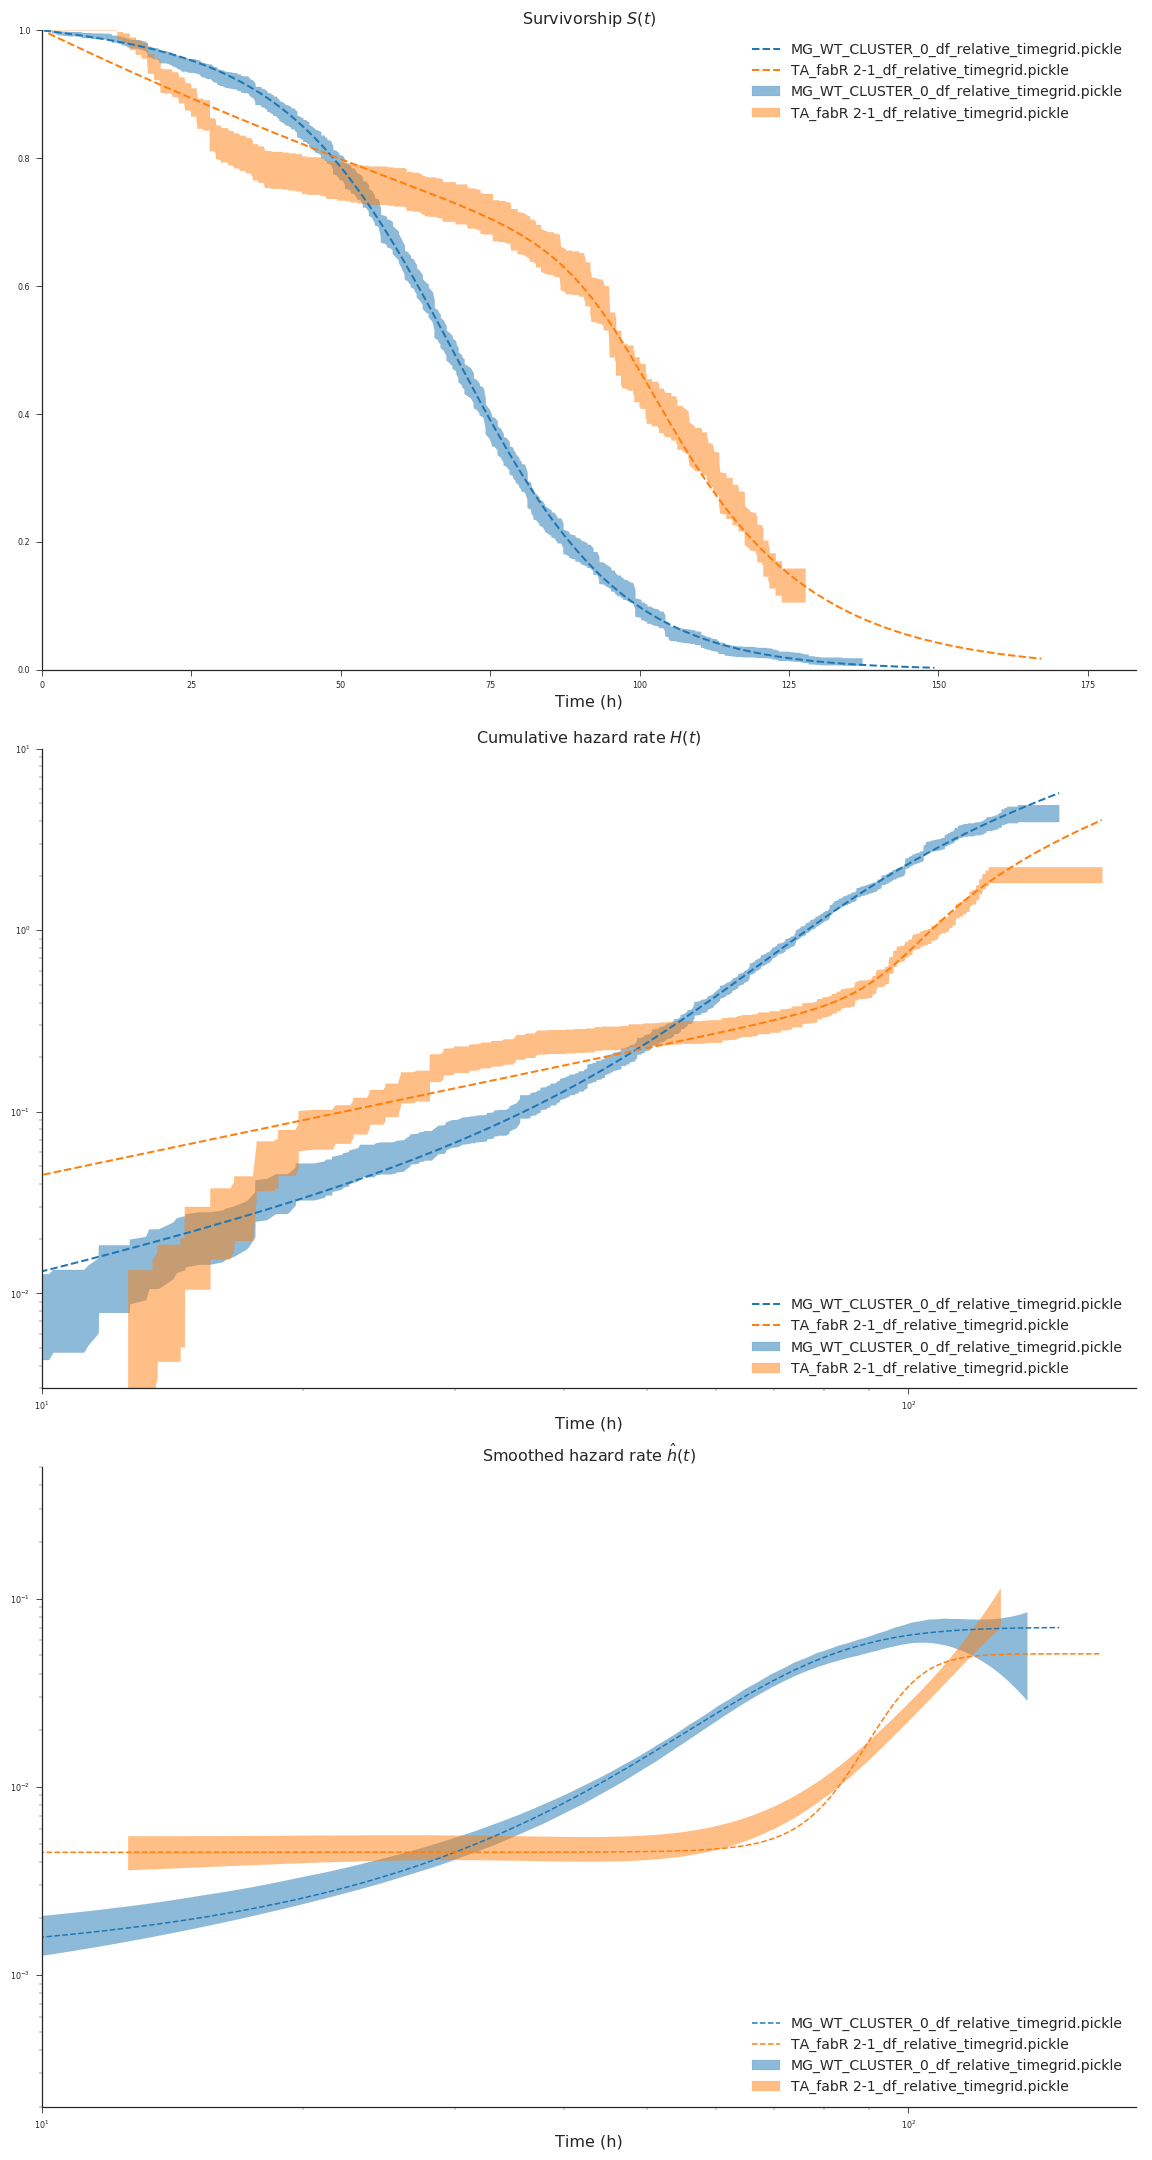 Survivorship S(t)
1.0
0.8
0.6
0.4
0.2
0.0
MG_WT_CLUSTER_0_df_relative_timegrid.pickle
TA_fabR 2-1_df_relative_timegrid.pickle
MG_WT_CLUSTER_0_df_relative_timegrid.pickle
TA_fabR 2-1_df_relative_timegrid.pickle
0 25 50 75 100 125 150 175
Time (h)
Cumulative hazard rate H(t)
10¹
10⁰
10⁻¹
10⁻²
MG_WT_CLUSTER_0_df_relative_timegrid.pickle
TA_fabR 2-1_df_relative_timegrid.pickle
MG_WT_CLUSTER_0_df_relative_timegrid.pickle
TA_fabR 2-1_df_relative_timegrid.pickle
10¹ 10²
Time (h)
Smoothed hazard rate ĥ(t)
10⁻¹
10⁻²
10⁻³
MG_WT_CLUSTER_0_df_relative_timegrid.pickle
TA_fabR 2-1_df_relative_timegrid.pickle
MG_WT_CLUSTER_0_df_relative_timegrid.pickle
TA_fabR 2-1_df_relative_timegrid.pickle
10¹ 10²
Time (h)